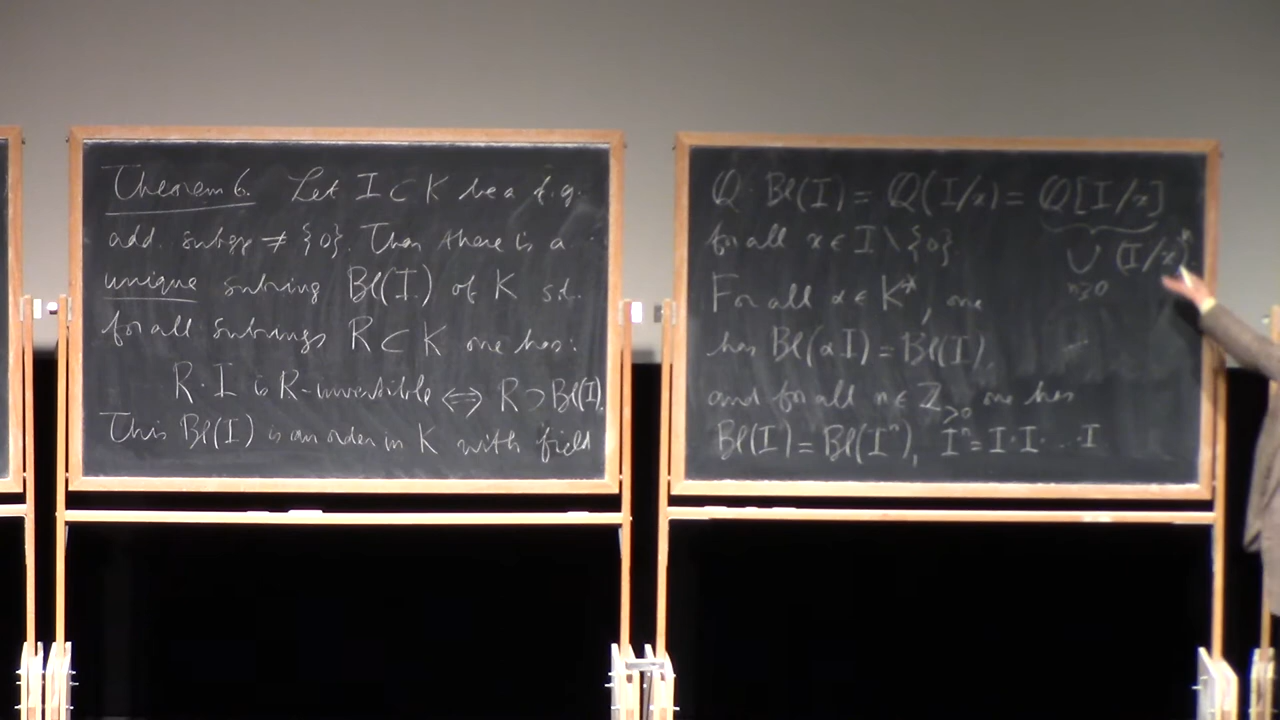 Theorem 6. Let I ⊂ K be a f.g.
add. subgp ≠ {0}. Then there is a
unique subring Bl(I) of K s.t.
for all subrings R ⊂ K one has:
R·I is R-invertible ⟺ R ⊃ Bl(I).
This Bl(I) is an order in K with field
Q·Bl(I) = Q(I/x) = Q[I/x]
for all x ∈ I\{0}.
∪ (I/x)ⁿ
n≥0
For all α ∈ K*, one
has Bl(αI) = Bl(I),
and for all n ∈ Z_{>0} one has
Bl(I) = Bl(Iⁿ), Iⁿ = I·I· ... I